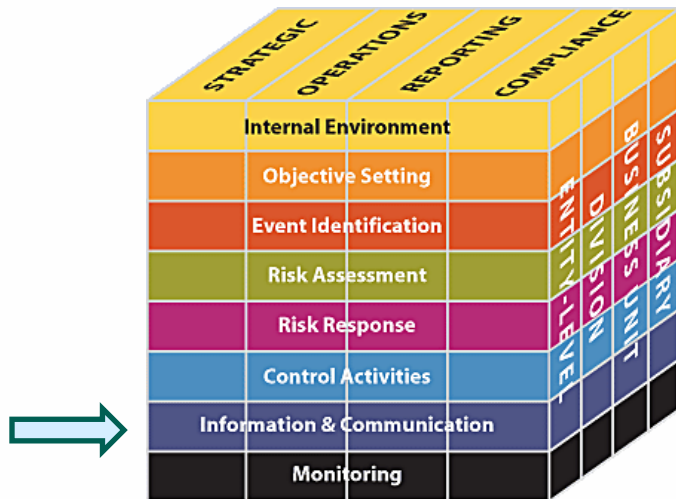 STRATEGIC
OPERATIONS
REPORTING
COMPLIANCE
Internal Environment
Objective Setting
Event Identification
Risk Assessment
Risk Response
Control Activities
Information & Communication
Monitoring
ENTITY-LEVEL
DIVISION
BUSINESS UNIT
SUBSIDIARY